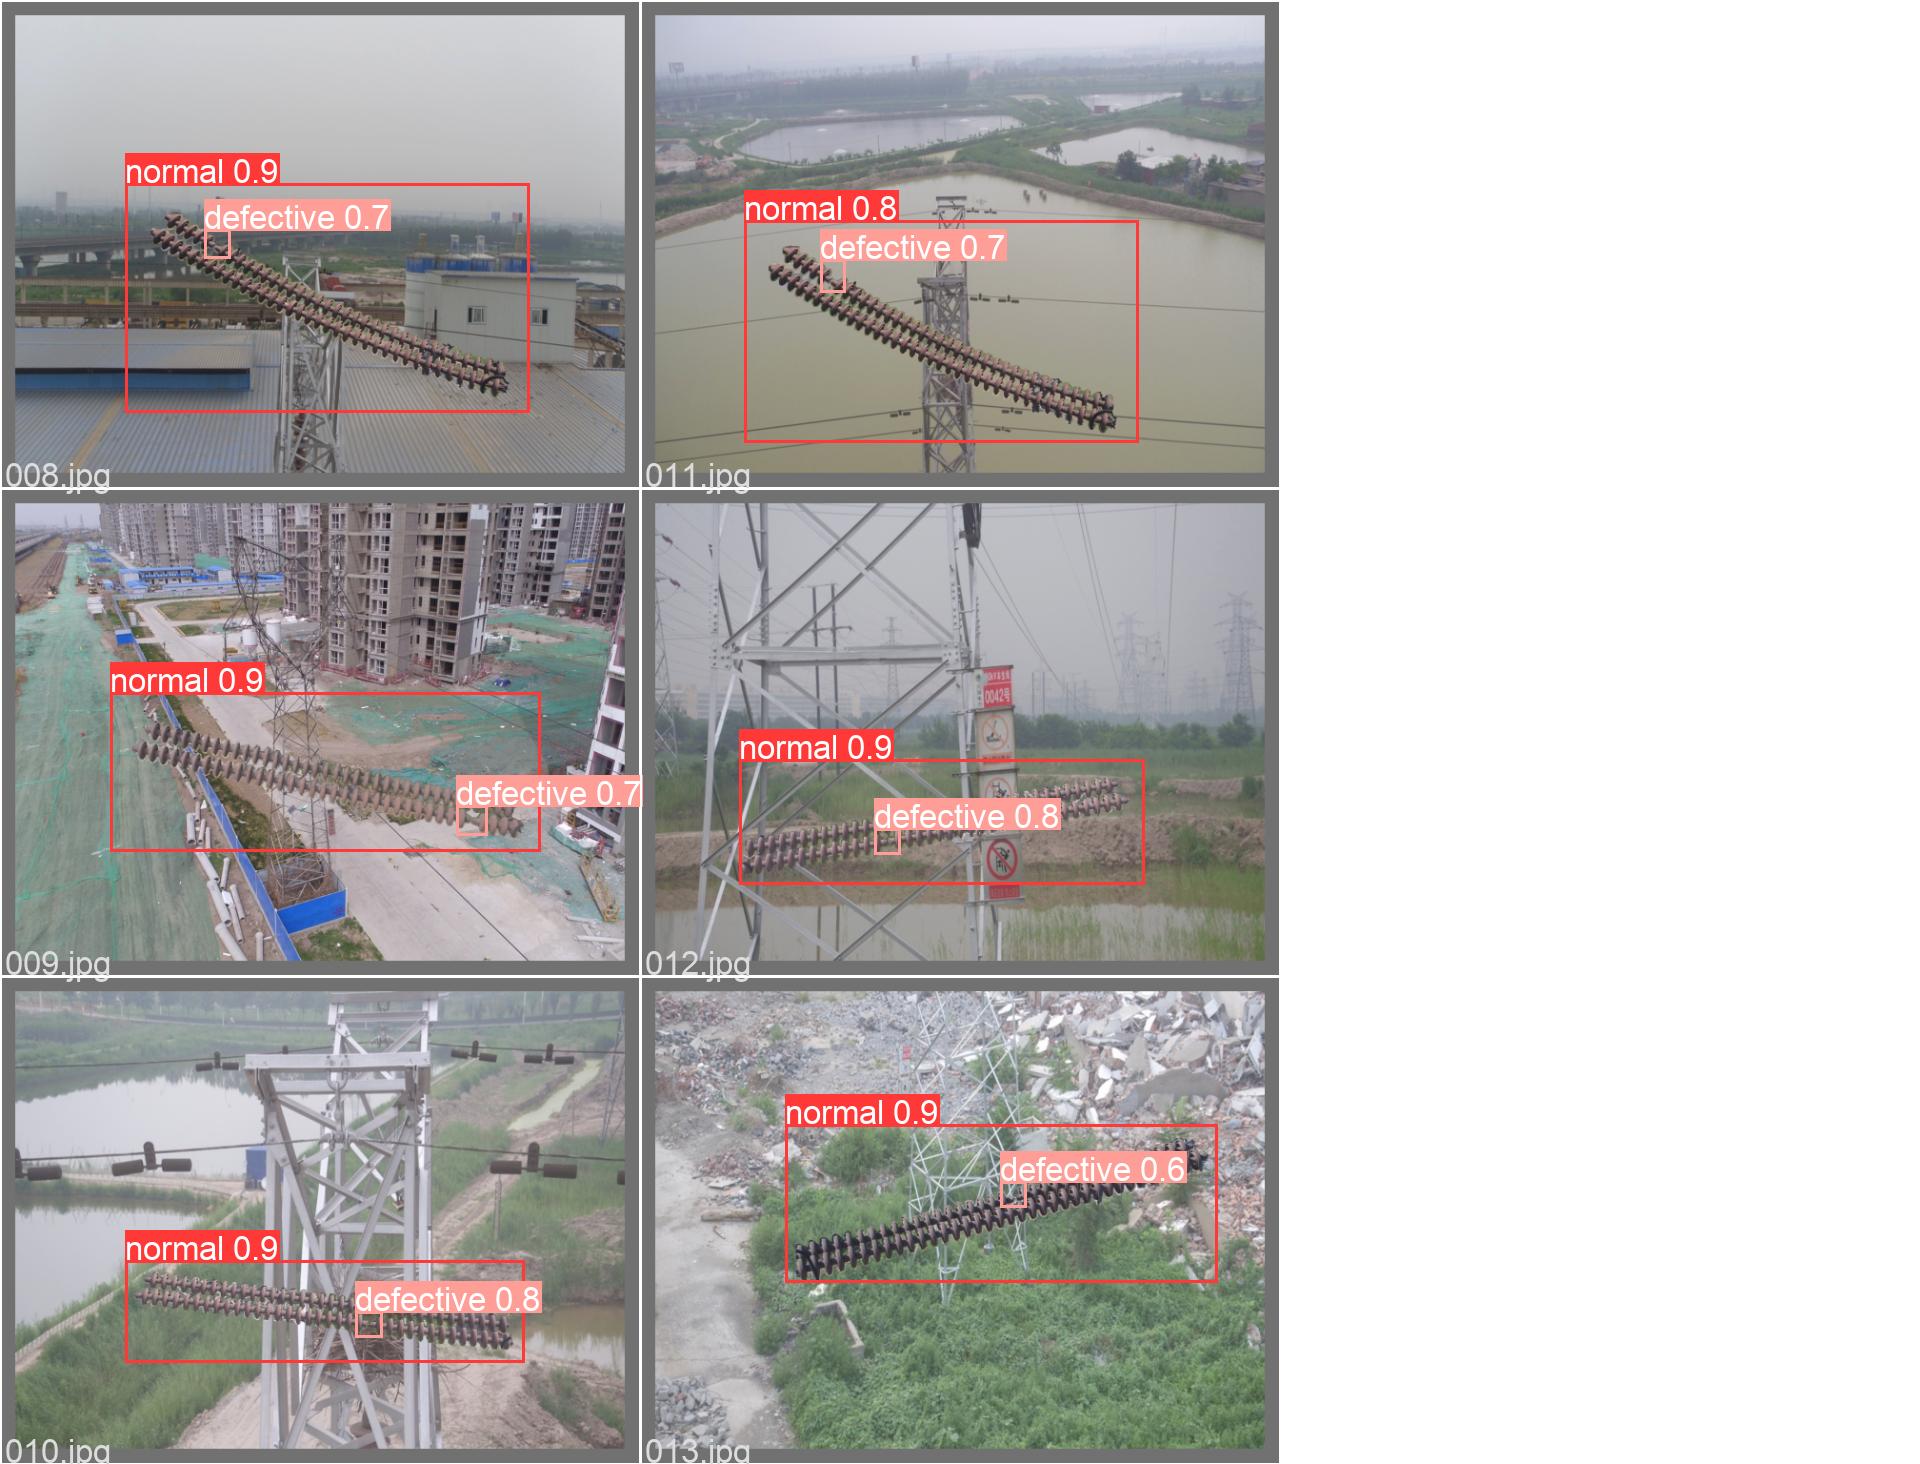 normal 0.9
defective 0.7
008.jpg
normal 0.8
defective 0.7
011.jpg
normal 0.9
defective 0.7
009.jpg
0042号
normal 0.9
defective 0.8
012.jpg
normal 0.9
defective 0.8
010.jpg
normal 0.9
defective 0.6
013.jpg